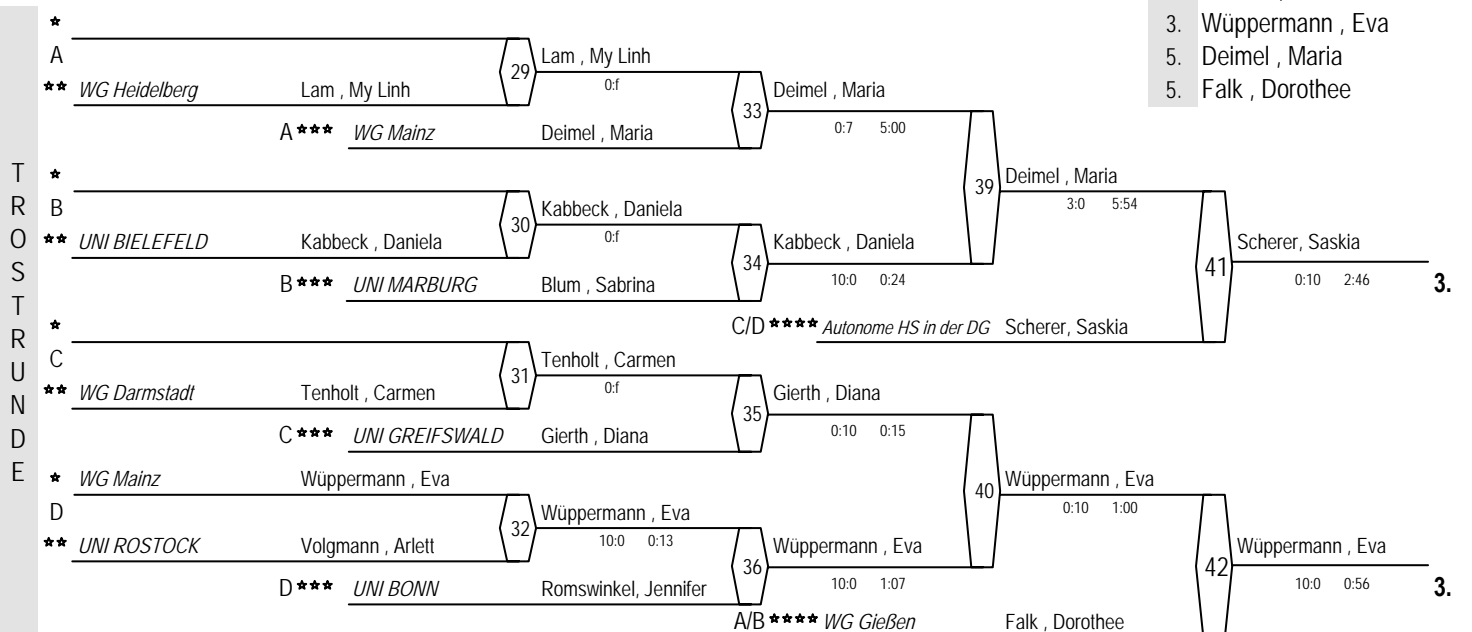 3. Wüppermann , Eva
5. Deimel , Maria
5. Falk , Dorothee
TROSTRUNDE
A
** WG Heidelberg Lam , My Linh
29
Lam , My Linh
0:f
A *** WG Mainz Deimel , Maria
33
Deimel , Maria
0:7 5:00
*
B
** UNI BIELEFELD Kabbeck , Daniela
30
Kabbeck , Daniela
0:f
B *** UNI MARBURG Blum , Sabrina
34
Kabbeck , Daniela
10:0 0:24
39
Deimel , Maria
3:0 5:54
C/D **** Autonome HS in der DG Scherer, Saskia
41
Scherer, Saskia
0:10 2:46
3.
*
C
** WG Darmstadt Tenholt , Carmen
31
Tenholt , Carmen
0:f
C *** UNI GREIFSWALD Gierth , Diana
35
Gierth , Diana
0:10 0:15
* WG Mainz Wüppermann , Eva
D
** UNI ROSTOCK Volgmann , Arlett
32
Wüppermann , Eva
10:0 0:13
D *** UNI BONN Romswinkel, Jennifer
36
Wüppermann , Eva
10:0 1:07
40
Wüppermann , Eva
0:10 1:00
A/B **** WG Gießen Falk , Dorothee
42
Wüppermann , Eva
10:0 0:56
3.